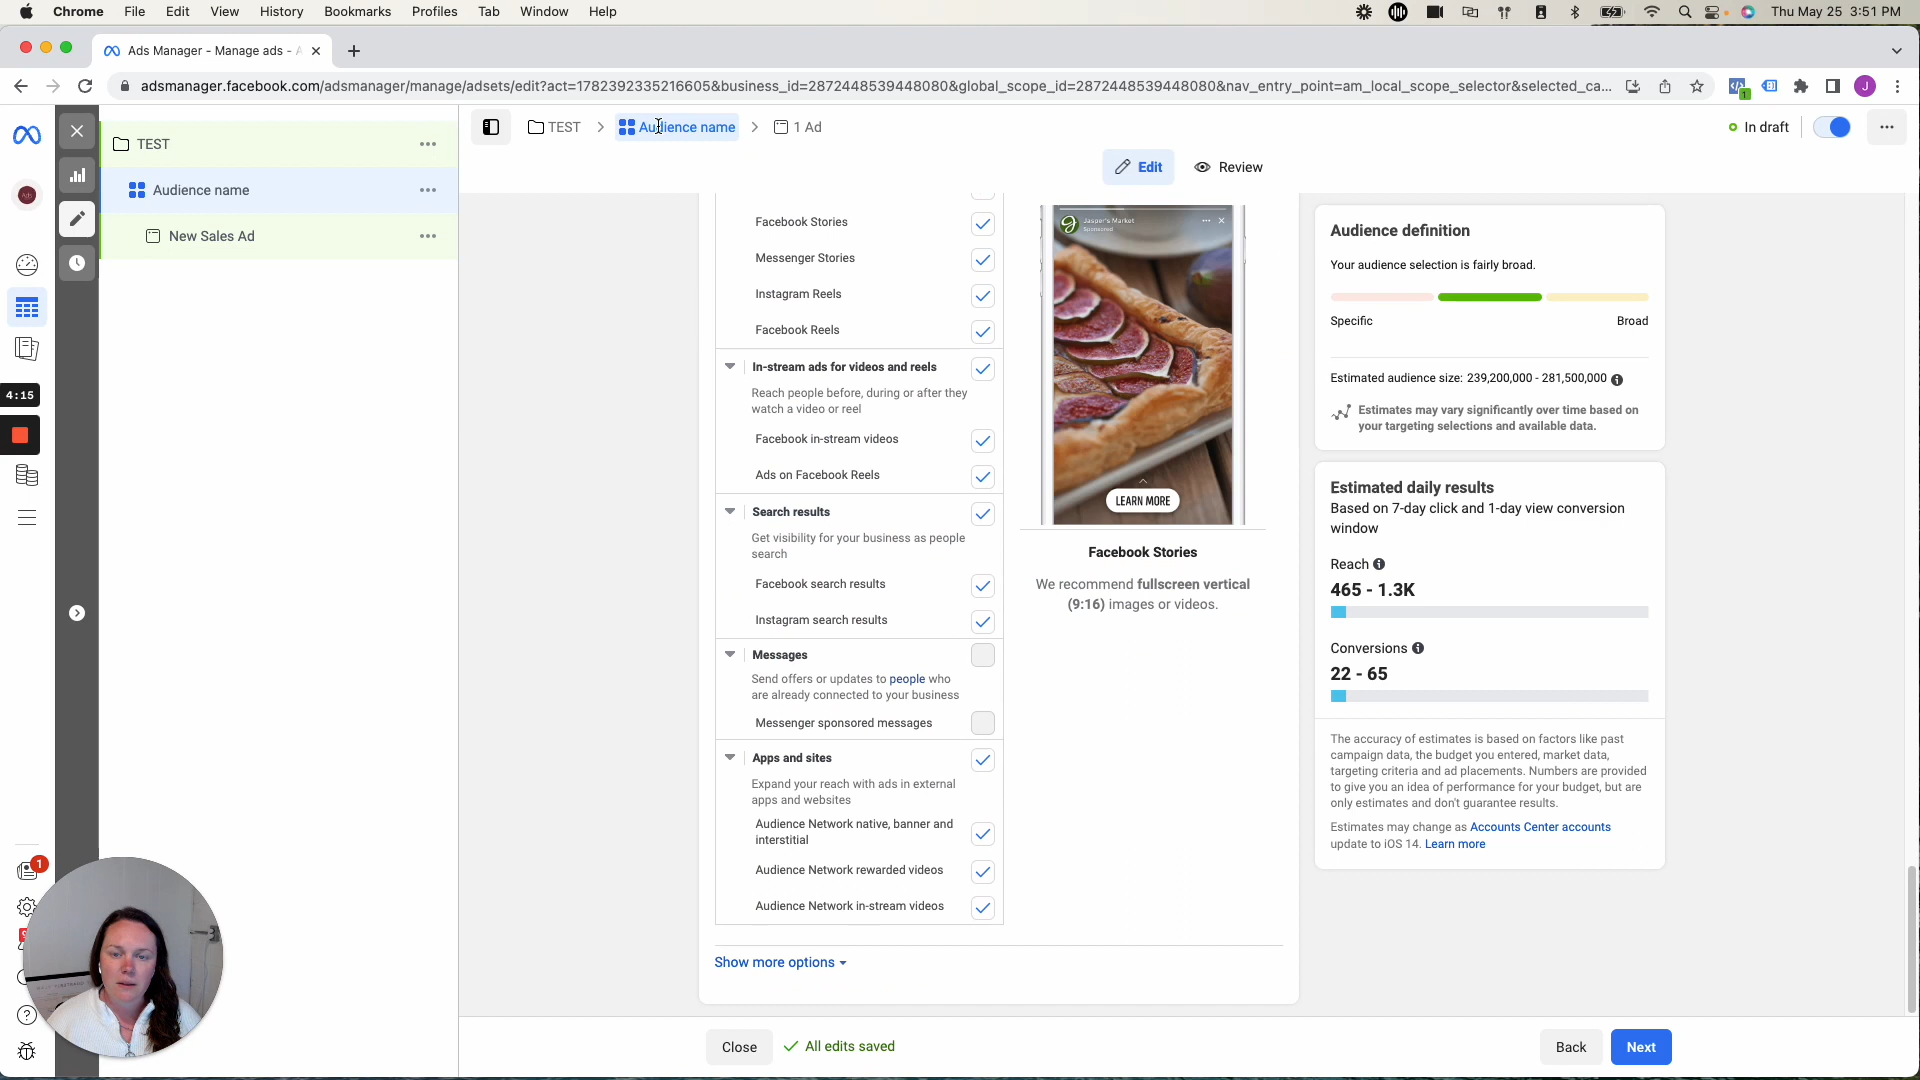 Chrome File Edit View History Bookmarks Profiles Tab Window Help Thu May 25 3:51 PM
Ads Manager - Manage ads -
adsmanager.facebook.com/adsmanager/manage/adsets/edit?act=1782392335216605&business_id=2872448539448080&global_scope_id=2872448539448080&nav_entry_point=am_local_scope_selector&selected_ca...
1
J
TEST
Audience name
New Sales Ad
4:15
1
TEST > Audience name > 1 Ad
In draft
Edit Review
Facebook Stories
Messenger Stories
Instagram Reels
Facebook Reels
In-stream ads for videos and reels
Reach people before, during or after they
watch a video or reel
Facebook in-stream videos
Ads on Facebook Reels
Search results
Get visibility for your business as people
search
Facebook search results
Instagram search results
Messages
Send offers or updates to people who
are already connected to your business
Messenger sponsored messages
Apps and sites
Expand your reach with ads in external
apps and websites
Audience Network native, banner and
interstitial
Audience Network rewarded videos
Audience Network in-stream videos
Show more options
Jasper's Market
Sponsored
LEARN MORE
Facebook Stories
We recommend fullscreen vertical
(9:16) images or videos.
Audience definition
Your audience selection is fairly broad.
Specific Broad
Estimated audience size: 239,200,000 - 281,500,000
Estimates may vary significantly over time based on
your targeting selections and available data.
Estimated daily results
Based on 7-day click and 1-day view conversion
window
Reach
465 - 1.3K
Conversions
22 - 65
The accuracy of estimates is based on factors like past
campaign data, the budget you entered, market data,
targeting criteria and ad placements. Numbers are provided
to give you an idea of performance for your budget, but are
only estimates and don't guarantee results.
Estimates may change as Accounts Center accounts
update to iOS 14. Learn more
Close All edits saved
Back Next